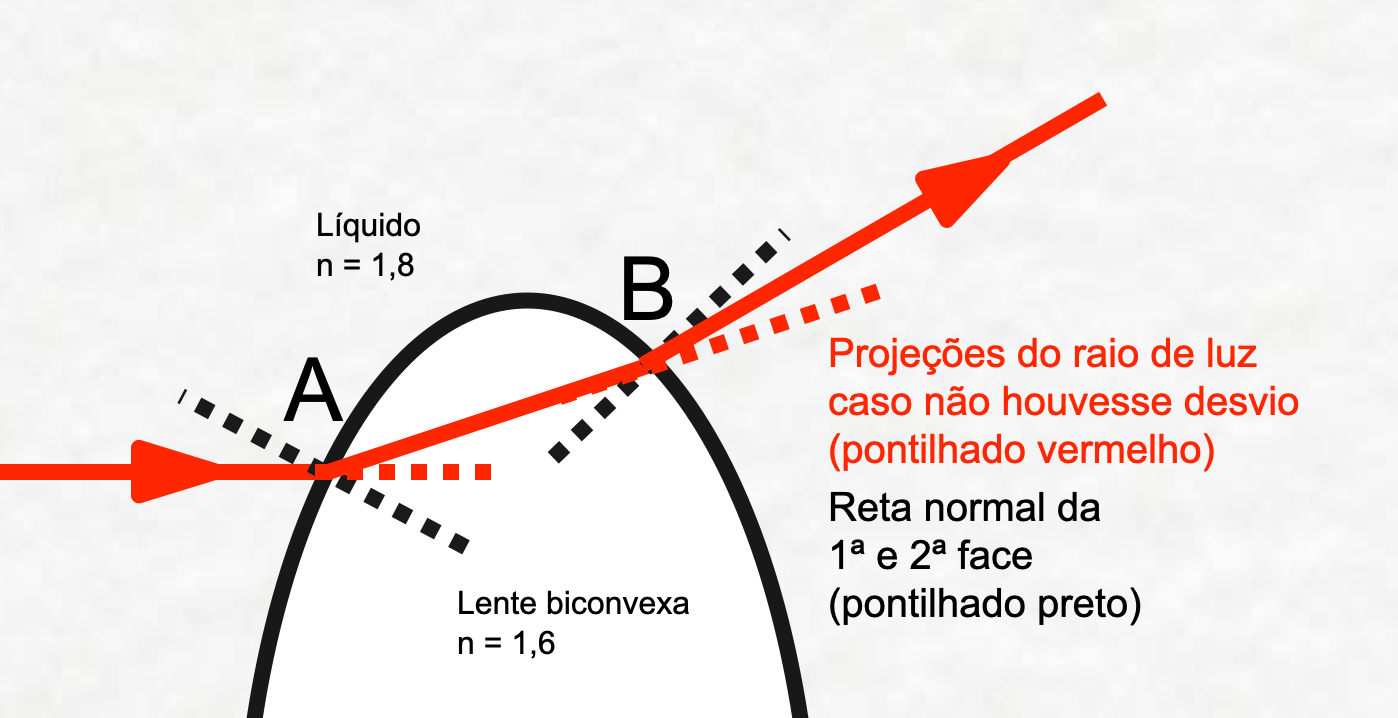 Líquido
n = 1,8
A
B
Projeções do raio de luz
caso não houvesse desvio
(pontilhado vermelho)
Reta normal da
1ª e 2ª face
(pontilhado preto)
Lente biconvexa
n = 1,6